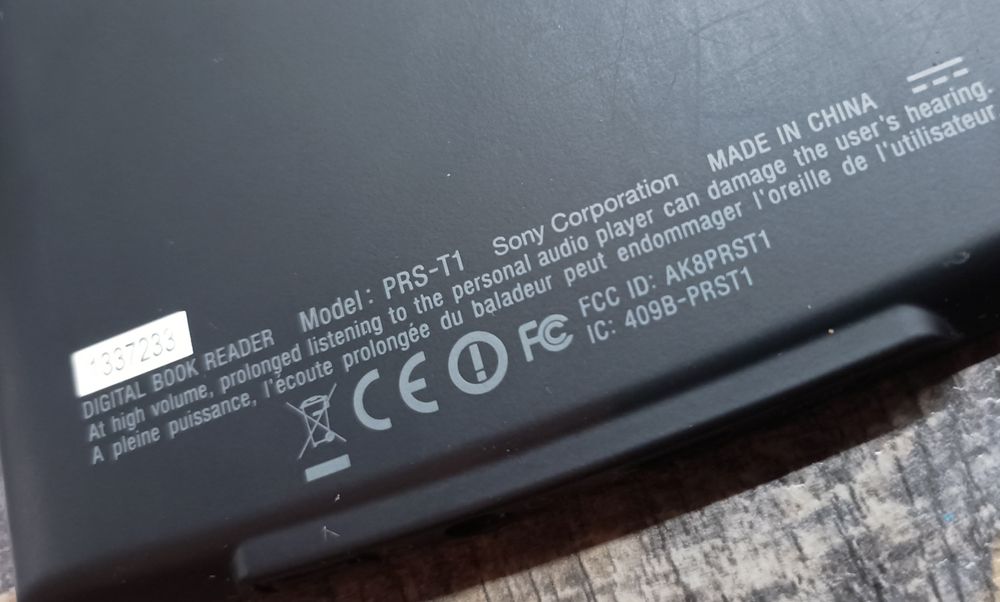 1337233
DIGITAL BOOK READER Model: PRS-T1 Sony Corporation MADE IN CHINA
At high volume, prolonged listening to the personal audio player can damage the user's hearing.
A pleine puissance, l'écoute prolongée du baladeur peut endommager l'oreille de l'utilisateur
CE FC FCC ID: AK8PRST1
IC: 409B-PRST1